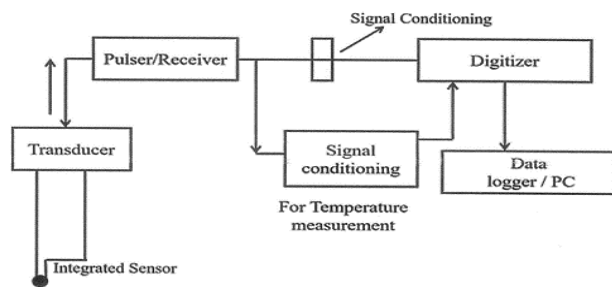 Signal Conditioning
Pulser/Receiver
Digitizer
Transducer
Signal
conditioning
Data
logger / PC
For Temperature
measurement
Integrated Sensor